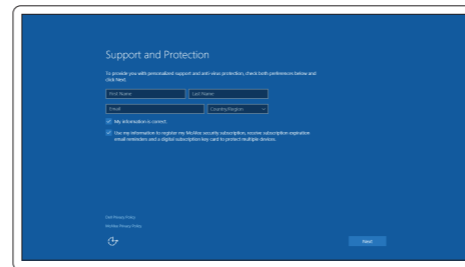 Support and Protection
To provide you with personalized support and anti-virus protection, check both preferences below and
click Next.
First Name
Last Name
Email
Country/Region
My information is correct.
Use my information to register my McAfee security subscription, receive subscription expiration
email reminders and a digital subscription key card to protect multiple devices.
Dell Privacy Policy
McAfee Privacy Policy
Next